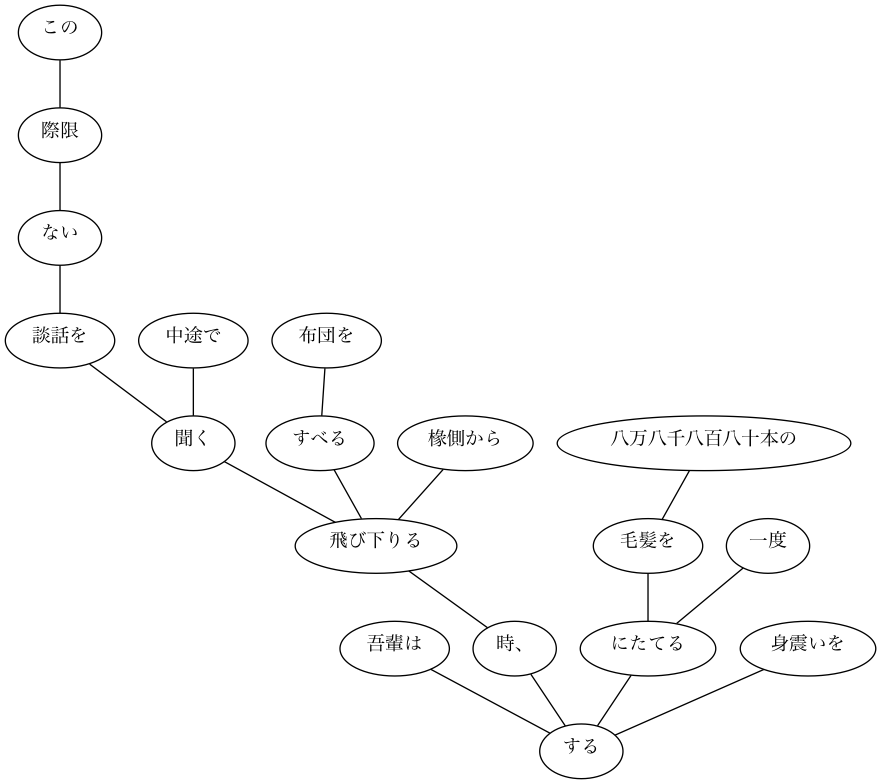 この
際限
ない
談話を
中途で
布団を
聞く
すべる
椽側から
八万八千八百八十本の
飛び下りる
毛髪を
一度
吾輩は
時、
にたてる
身震いを
する